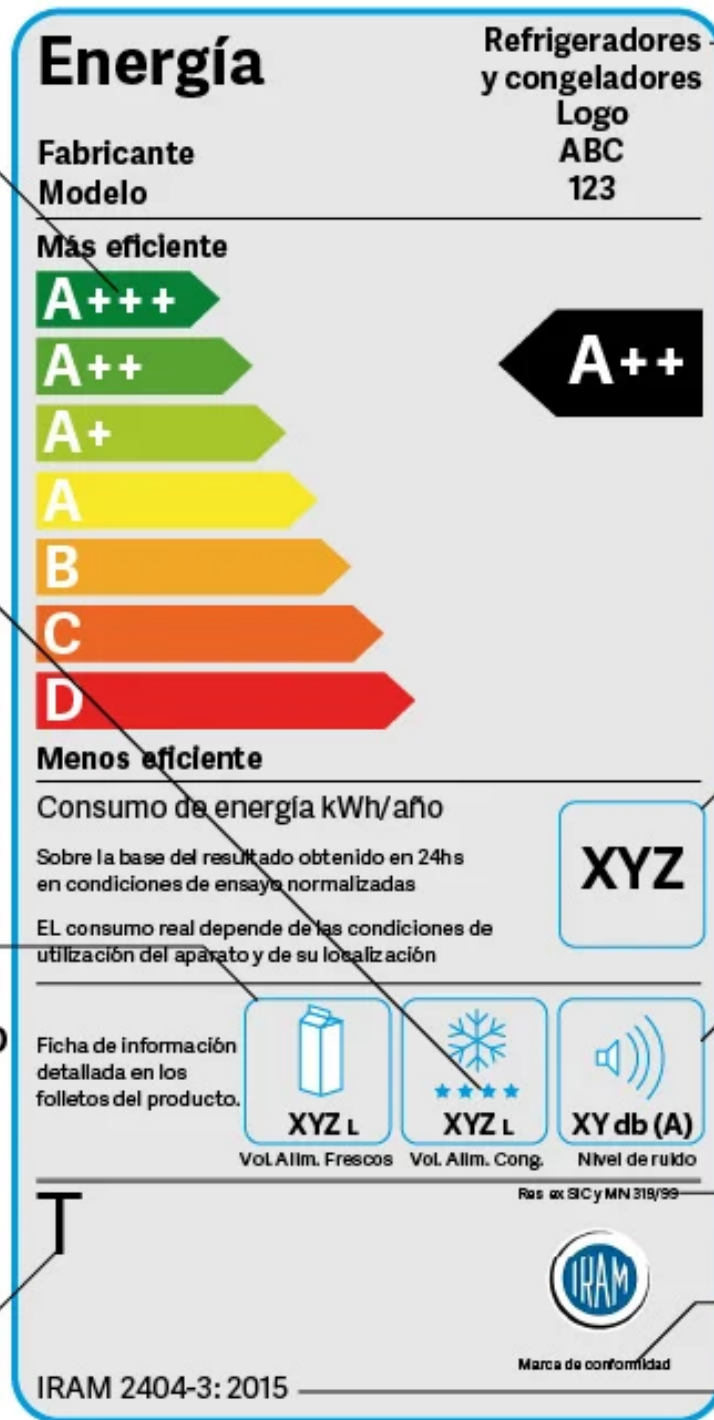 Energía
Refrigeradores
y congeladores
Logo
Fabricante ABC
Modelo 123
Más eficiente
A+++
A++
A++
A+
A
B
C
D
Menos eficiente
Consumo de energía kWh/año
Sobre la base del resultado obtenido en 24hs
en condiciones de ensayo normalizadas
XYZ
EL consumo real depende de las condiciones de
utilización del aparato y de su localización
Ficha de información
detallada en los
folletos del producto.
XYZ L
Vol.Alim. Frescos
XYZ L
Vol. Alim. Cong.
XY db (A)
Nivel de ruido
Res ex SIC y MN 319/99
T
IRAM
Marca de conformidad
IRAM 2404-3: 2015